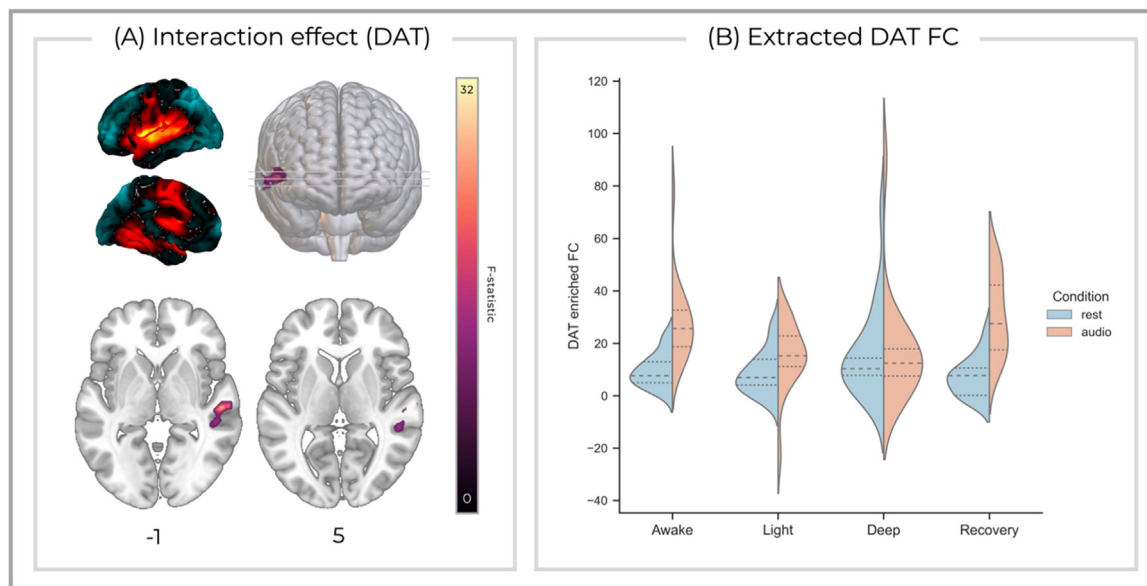 (A) Interaction effect (DAT)
32
F-statistic
0
-1
5
(B) Extracted DAT FC
DAT enriched FC
120
100
80
60
40
20
0
−20
−40
Awake
Light
Deep
Recovery
Condition
rest
audio